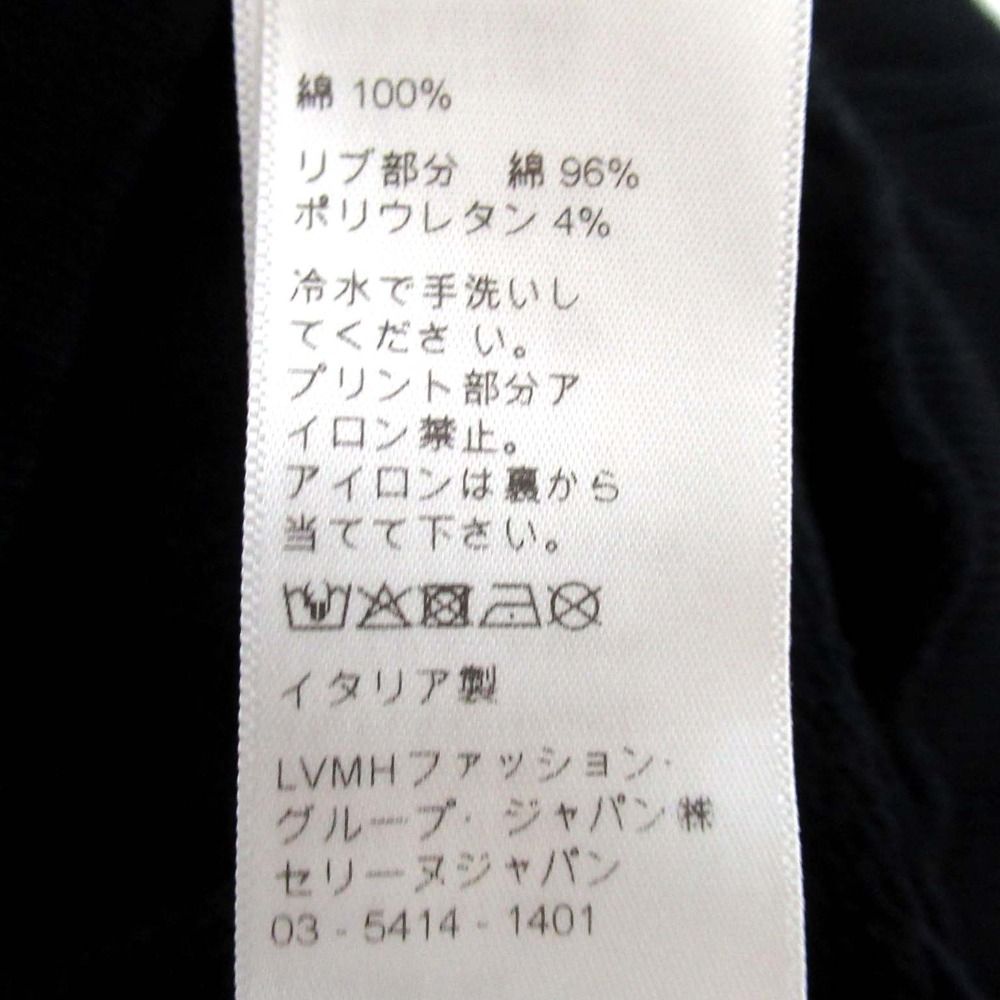 綿 100%
リブ部分 綿 96%
ポリウレタン 4%
冷水で手洗いし
てくださ い。
プリント部分ア
イロン禁止。
アイロンは裏から
当てて下さい。
イタリア製
LVMHファッション・
グループ・ジャパン㈱
セリーヌジャパン
03 - 5414 - 1401